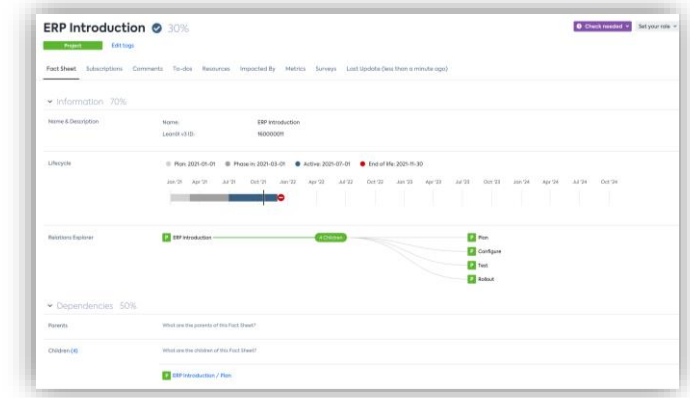 ERP Introduction 30%
Check needed
Set your role
Project
Edit tags
Fact Sheet Subscriptions Comments To-dos Resources Impacted By Metrics Surveys Last Update (less than a minute ago)
Information 70%
Name & Description
Name: ERP Introduction
LeanIX v3 ID: 160000011
Lifecycle
Plan: 2021-01-01 Phase in: 2021-03-01 Active: 2021-07-01 End of life: 2021-11-30
Jan '21 Apr '21 Jul '21 Oct '21 Jan '22 Apr '22 Jul '22 Oct '22 Jan '23 Apr '23 Jul '23 Oct '23 Jan '24 Apr '24 Jul '24 Oct '24
Relations Explorer
P ERP Introduction
4 Children
P Plan
P Configure
P Test
P Rollout
Dependencies 50%
Parents
What are the parents of this Fact Sheet?
Children (4)
What are the children of this Fact Sheet?
P ERP Introduction / Plan